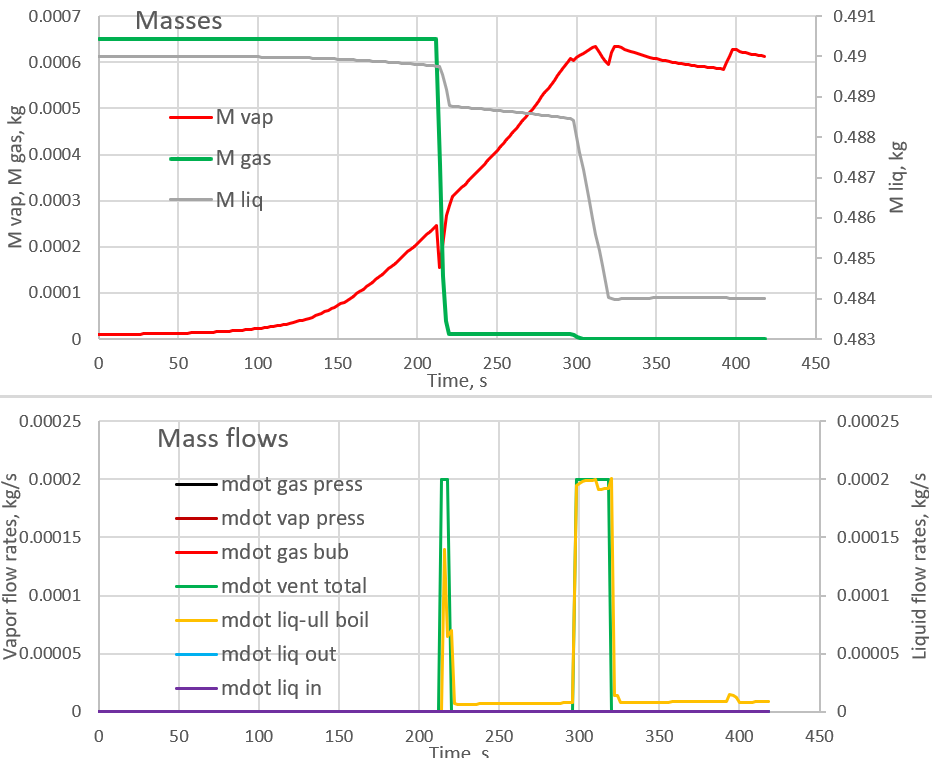 Masses
0.0007
0.0006
0.0005
0.0004
0.0003
0.0002
0.0001
0
M vap, M gas, kg
M vap
M gas
M liq
0.491
0.49
0.489
0.488
0.487
0.486
0.485
0.484
0.483
M liq, kg
0 50 100 150 200 250 300 350 400 450
Time, s
Mass flows
0.00025
0.0002
0.00015
0.0001
0.00005
0
Vapor flow rates, kg/s
mdot gas press
mdot vap press
mdot gas bub
mdot vent total
mdot liq-ull boil
mdot liq out
mdot liq in
0.00025
0.0002
0.00015
0.0001
0.00005
0
Liquid flow rates, kg/s
0 50 100 150 200 250 300 350 400 450
Time, s